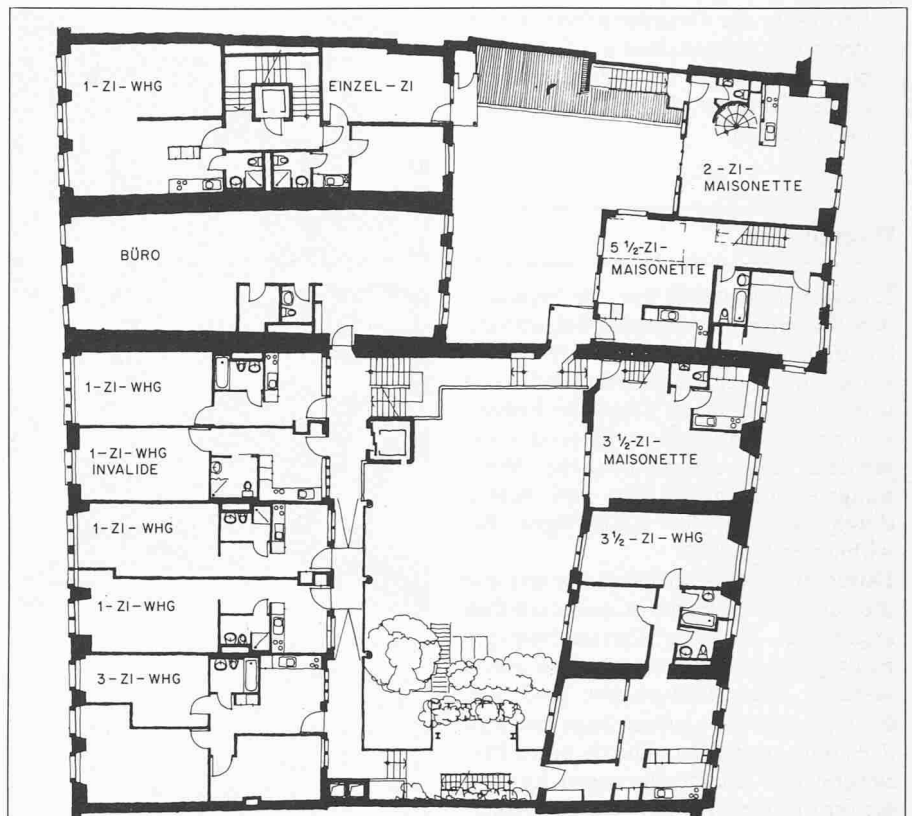 1-ZI-WHG
EINZEL-ZI
2-ZI-
MAISONETTE
5 ½-ZI-
MAISONETTE
BÜRO
1-ZI-WHG
1-ZI-WHG
INVALIDE
3 ½-ZI-
MAISONETTE
1-ZI-WHG
3 ½-ZI-WHG
1-ZI-WHG
3-ZI-WHG